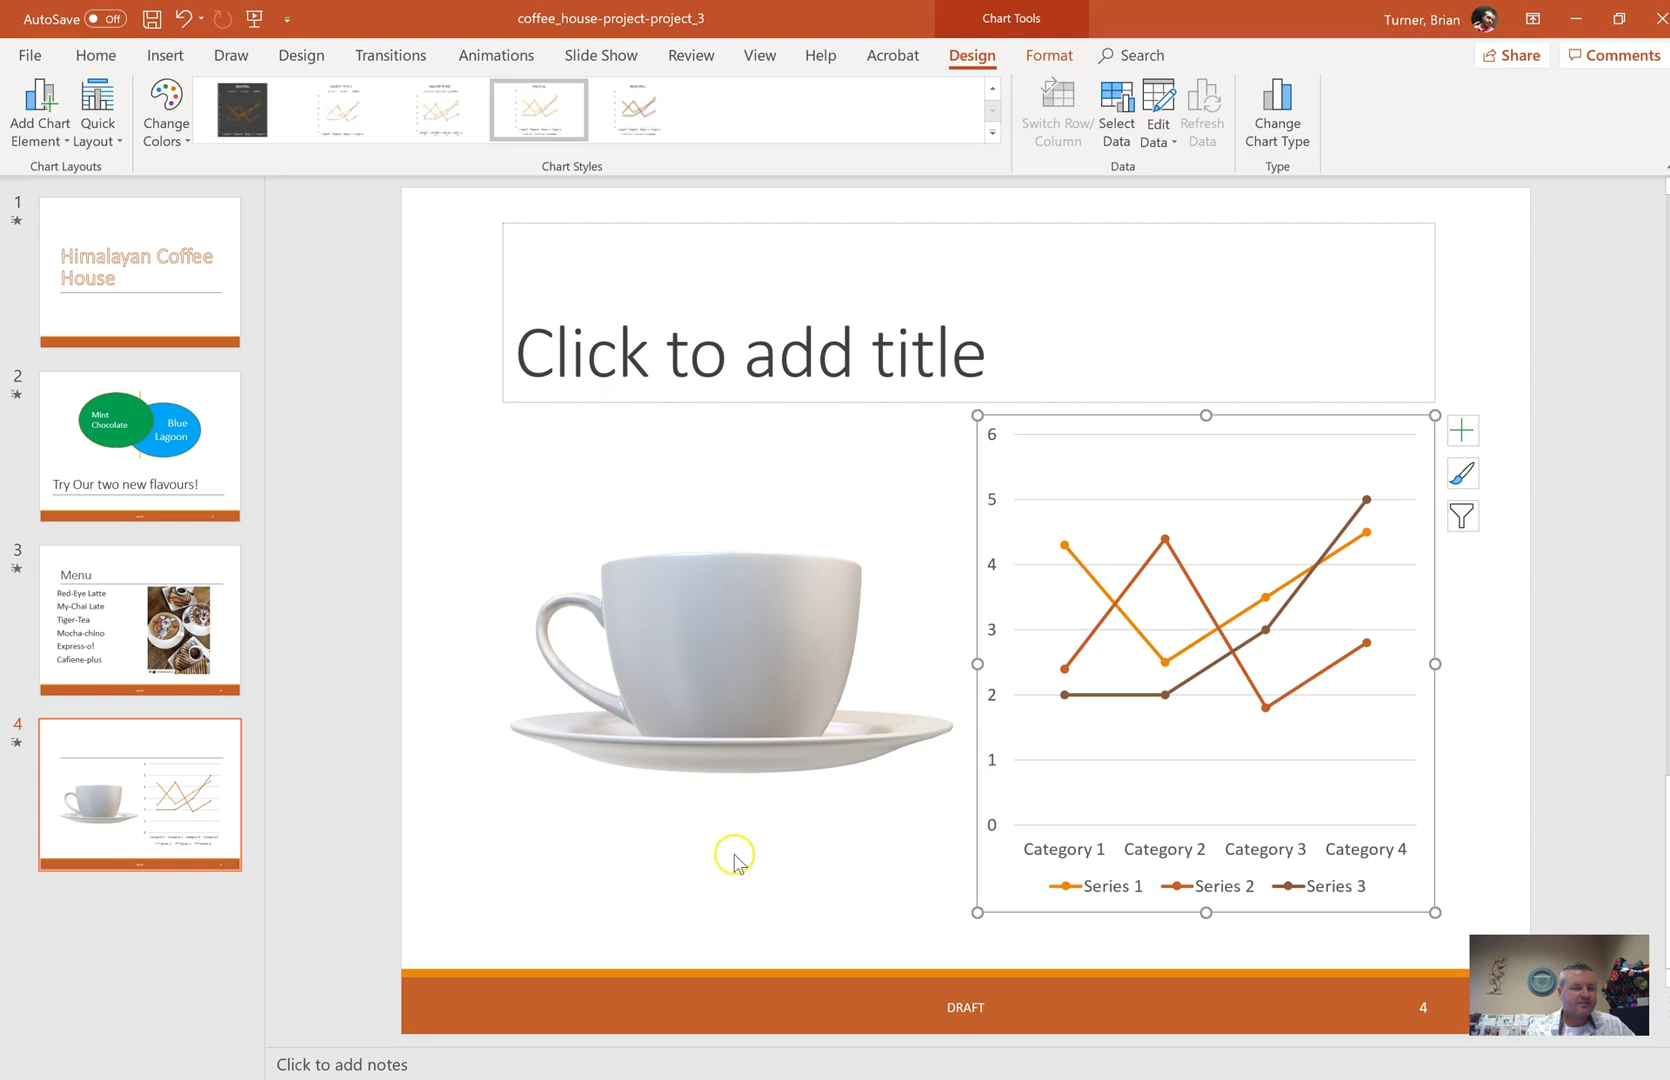 AutoSave Off
coffee_house-project-project_3
Chart Tools
Turner, Brian
File Home Insert Draw Design Transitions Animations Slide Show Review View Help Acrobat Design Format Search Share Comments
Add Chart Element
Quick Layout
Chart Layouts
Change Colors
Chart Styles
Switch Row/ Column
Select Data
Edit Data
Refresh Data
Data
Change Chart Type
Type
1
Himalayan Coffee
House
2
Mint
Chocolate
Blue
Lagoon
Try Our two new flavours!
3
Menu
Red-Eye Latte
My-Chai Late
Tiger-Tea
Mocha-chino
Express-o!
Cafiene-plus
4
Click to add title
6
5
4
3
2
1
0
Category 1 Category 2 Category 3 Category 4
Series 1 Series 2 Series 3
DRAFT
4
Click to add notes